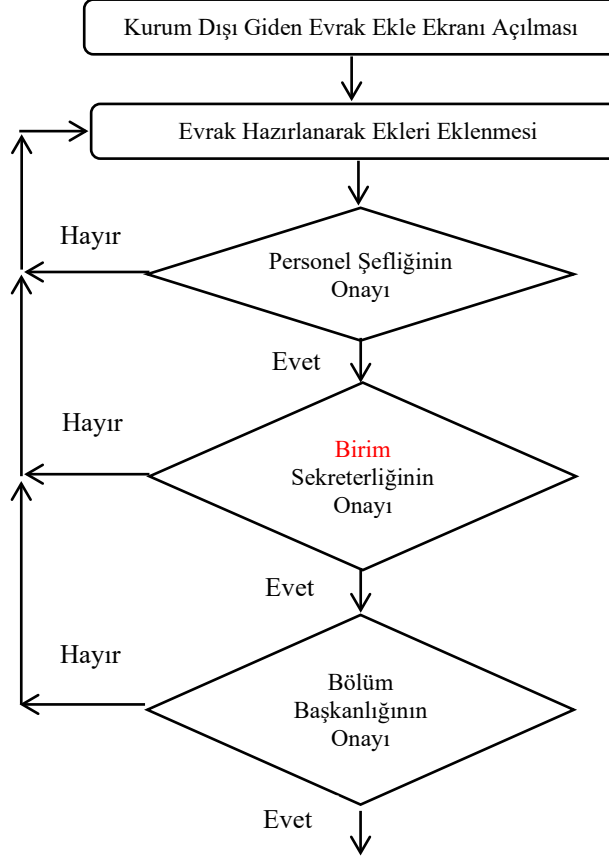 Kurum Dışı Giden Evrak Ekle Ekranı Açılması
Evrak Hazırlanarak Ekleri Eklenmesi
Hayır
Personel Şefliğinin
Onayı
Evet
Hayır
Birim
Sekreterliğinin
Onayı
Evet
Hayır
Bölüm
Başkanlığının
Onayı
Evet